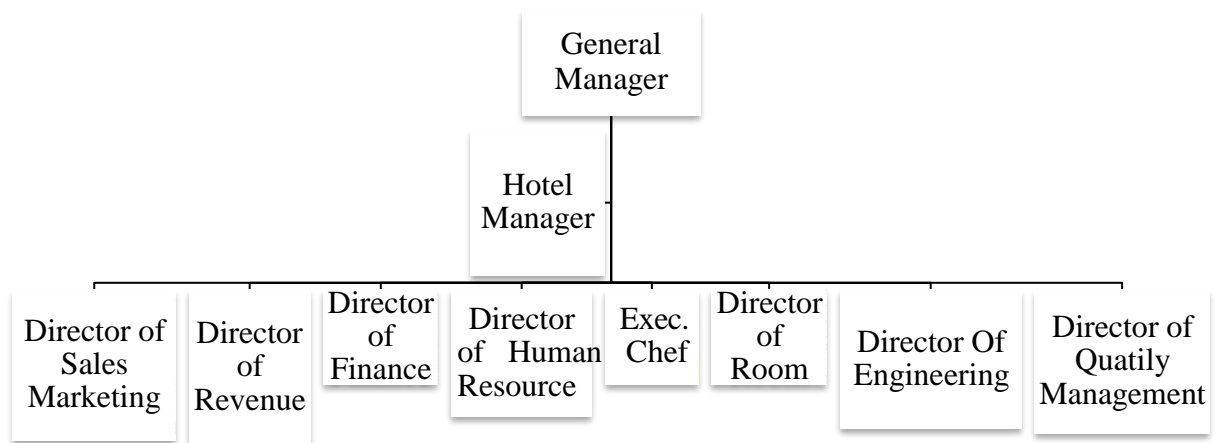 General
Manager
Hotel
Manager
Director of
Sales
Marketing
Director
of
Revenue
Director
of
Finance
Director
of Human
Resource
Exec.
Chef
Director
of
Room
Director Of
Engineering
Director of
Quatily
Management